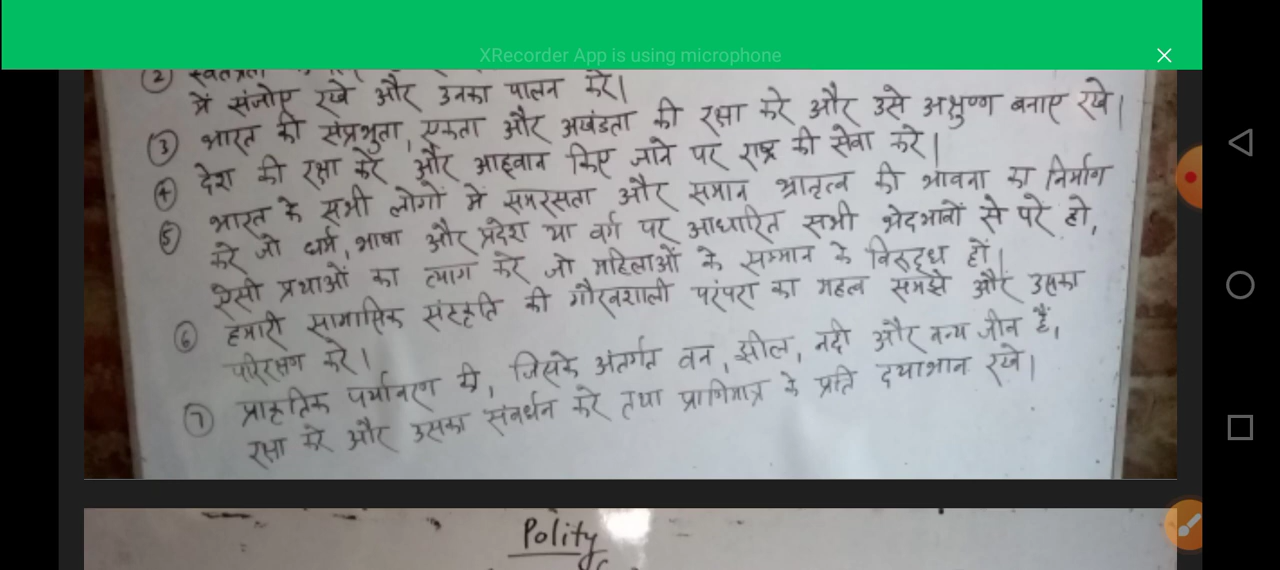 XRecorder App is using microphone
②
में संजोए रखे और उनका पालन करे।
③ भारत की संप्रभुता, एकता और अखंडता की रक्षा करे और उसे अक्षुण्ण बनाए रखे।
④ देश की रक्षा करे और आह्वान किए जाने पर राष्ट्र की सेवा करे।
⑤ भारत के सभी लोगों में समरसता और समान भ्रातृत्व की भावना का निर्माण
करे जो धर्म, भाषा और प्रदेश या वर्ग पर आधारित सभी भेदभावों से परे हो,
ऐसी प्रथाओं का त्याग करे जो महिलाओं के सम्मान के विरुद्ध हों।
⑥ हमारी सामासिक संस्कृति की गौरवशाली परंपरा का महत्व समझे और उसका
परिरक्षण करे।
⑦ प्राकृतिक पर्यावरण की, जिसके अंतर्गत वन, झील, नदी और वन्य जीव हैं,
रक्षा करे और उसका संवर्धन करे तथा प्राणिमात्र के प्रति दयाभाव रखे।
Polity